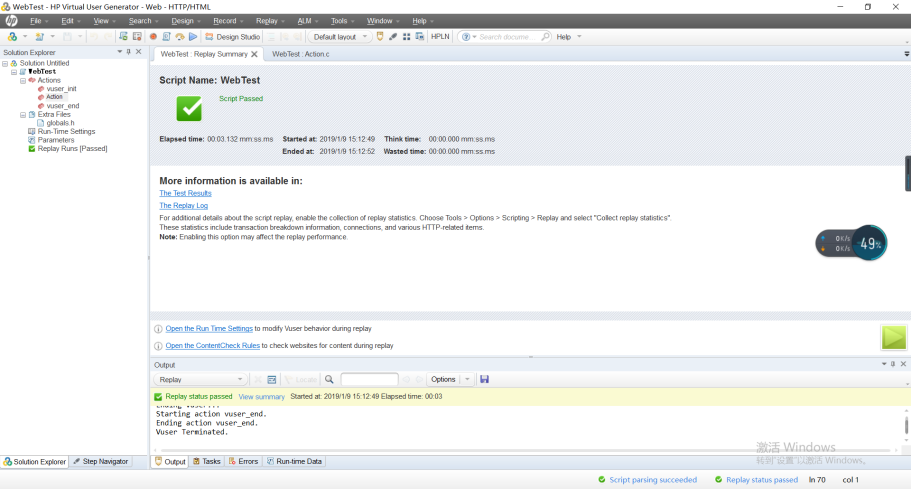 WebTest - HP Virtual User Generator - Web - HTTP/HTML
File Edit View Search Design Record Replay ALM Tools Window Help
Design Studio Default layout HPLN Search docume... Help
Solution Explorer
WebTest : Replay Summary WebTest : Action.c
Solution Untitled
WebTest
Actions
vuser_init
Action
vuser_end
Extra Files
globals.h
Run-Time Settings
Parameters
Replay Runs [Passed]
Script Name: WebTest
Script Passed
Elapsed time: 00:03.132 mm:ss.ms Started at: 2019/1/9 15:12:49 Think time: 00:00.000 mm:ss.ms
Ended at: 2019/1/9 15:12:52 Wasted time: 00:00.000 mm:ss.ms
More information is available in:
The Test Results
The Replay Log
For additional details about the script replay, enable the collection of replay statistics. Choose Tools > Options > Scripting > Replay and select "Collect replay statistics".
These statistics include transaction breakdown information, connections, and various HTTP-related items.
Note: Enabling this option may affect the replay performance.
0K/s
0K/s
49%
Open the Run Time Settings to modify Vuser behavior during replay
Open the ContentCheck Rules to check websites for content during replay
Output
Replay Locate Options
Replay status passed View summary Started at: 2019/1/9 15:12:49 Elapsed time: 00:03
Ending Vuser...
Starting action vuser_end.
Ending action vuser_end.
Vuser Terminated.
激活 Windows
转到"设置"以激活 Windows。
Solution Explorer Step Navigator Output Tasks Errors Run-time Data
Script parsing succeeded Replay status passed ln 70 col 1